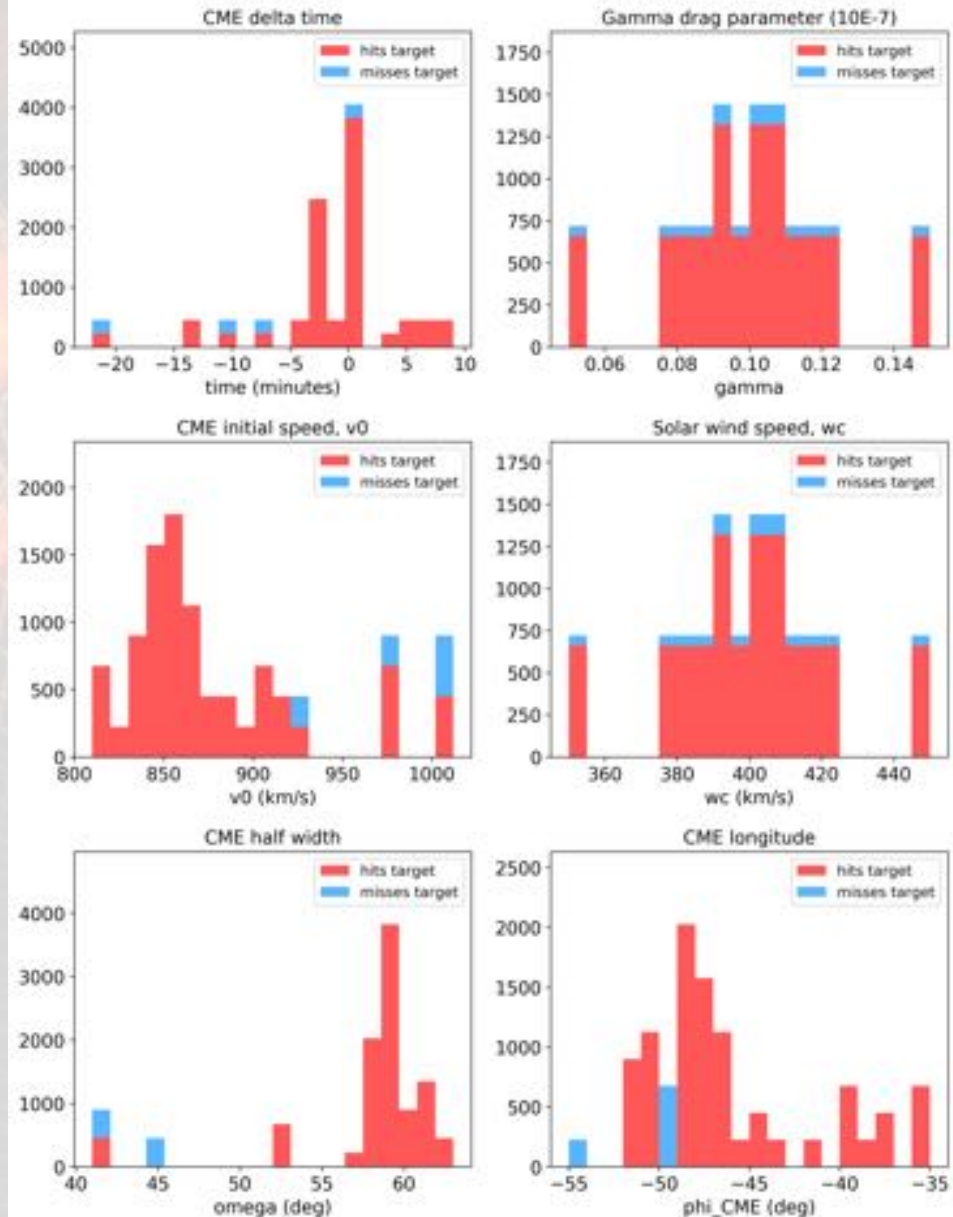 CME delta time
5000
4000
3000
2000
1000
0
hits target
misses target
−20 −15 −10 −5 0 5 10
time (minutes)
Gamma drag parameter (10E-7)
1750
1500
1250
1000
750
500
250
0
hits target
misses target
0.06 0.08 0.10 0.12 0.14
gamma
CME initial speed, v0
2000
1500
1000
500
0
hits target
misses target
800 850 900 950 1000
v0 (km/s)
Solar wind speed, wc
1750
1500
1250
1000
750
500
250
0
hits target
misses target
360 380 400 420 440
wc (km/s)
CME half width
4000
3000
2000
1000
0
hits target
misses target
40 45 50 55 60
omega (deg)
CME longitude
2500
2000
1500
1000
500
0
hits target
misses target
−55 −50 −45 −40 −35
phi_CME (deg)